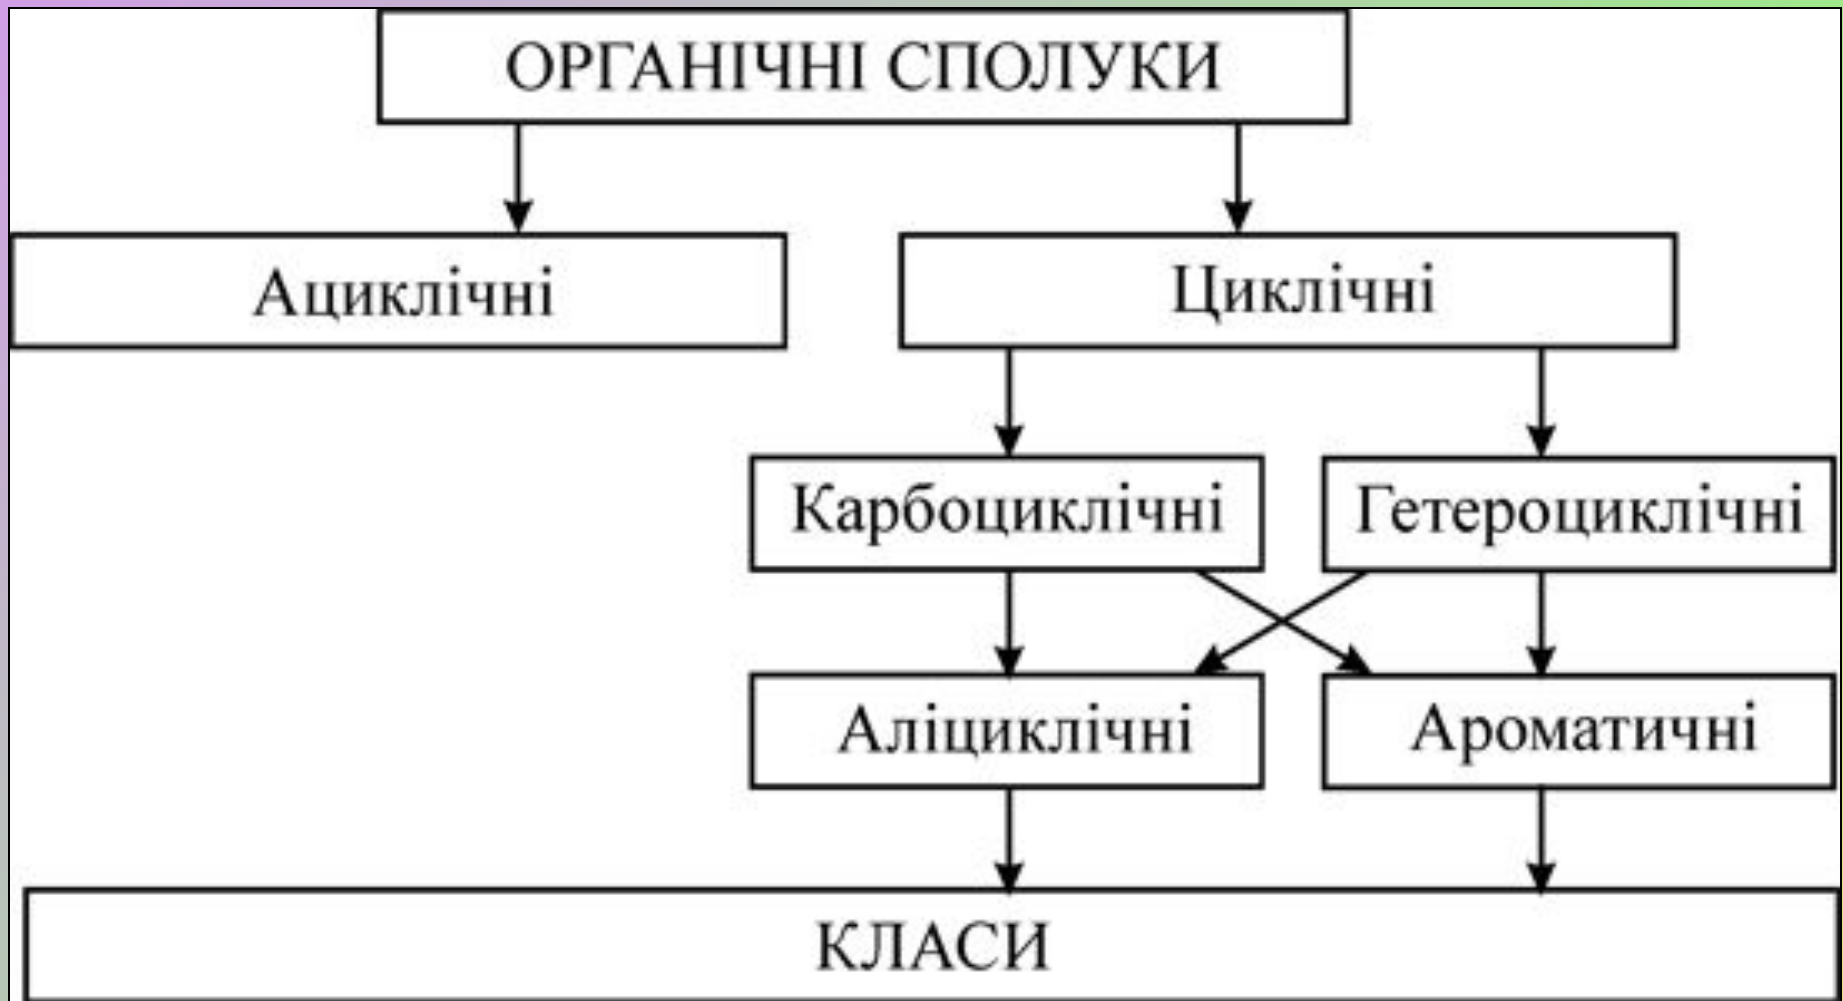 ОРГАНІЧНІ СПОЛУКИ
Ациклічні
Циклічні
Карбоциклічні
Гетероциклічні
Аліциклічні
Ароматичні
КЛАСИ